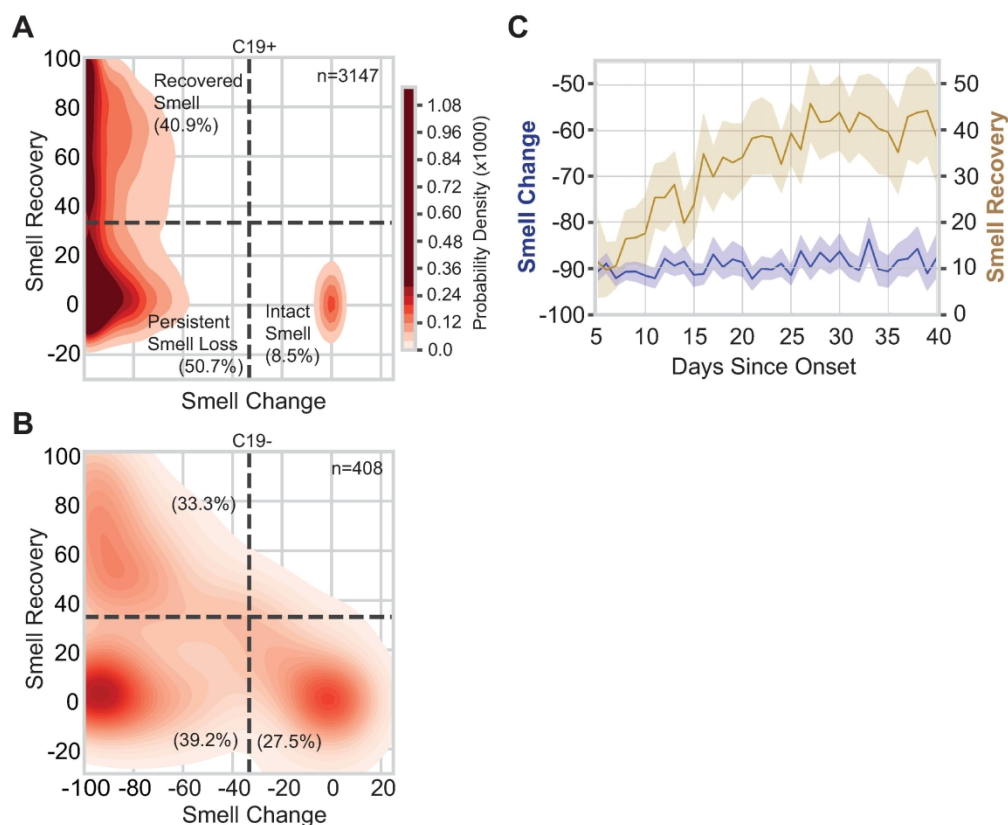 A
C19+
n=3147
Recovered
Smell
(40.9%)
Persistent
Smell Loss
(50.7%)
Intact
Smell
(8.5%)
100
80
60
40
20
0
-20
Smell Recovery
Smell Change
1.08
0.96
0.84
0.72
0.60
0.48
0.36
0.24
0.12
0.0
Probability Density (x1000)
B
C19-
n=408
(33.3%)
(39.2%)
(27.5%)
100
80
60
40
20
0
-20
Smell Recovery
-100 -80 -60 -40 -20 0 20
Smell Change
C
-50
-60
-70
-80
-90
-100
Smell Change
50
40
30
20
10
0
Smell Recovery
5 10 15 20 25 30 35 40
Days Since Onset